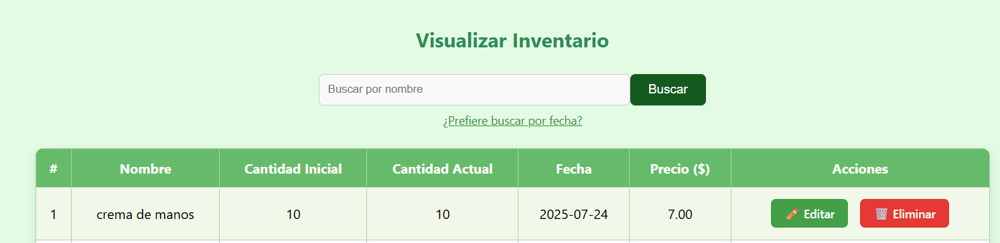 Visualizar Inventario
Buscar por nombre Buscar
¿Prefiere buscar por fecha?
# Nombre Cantidad Inicial Cantidad Actual Fecha Precio ($) Acciones
1 crema de manos 10 10 2025-07-24 7.00 Editar Eliminar